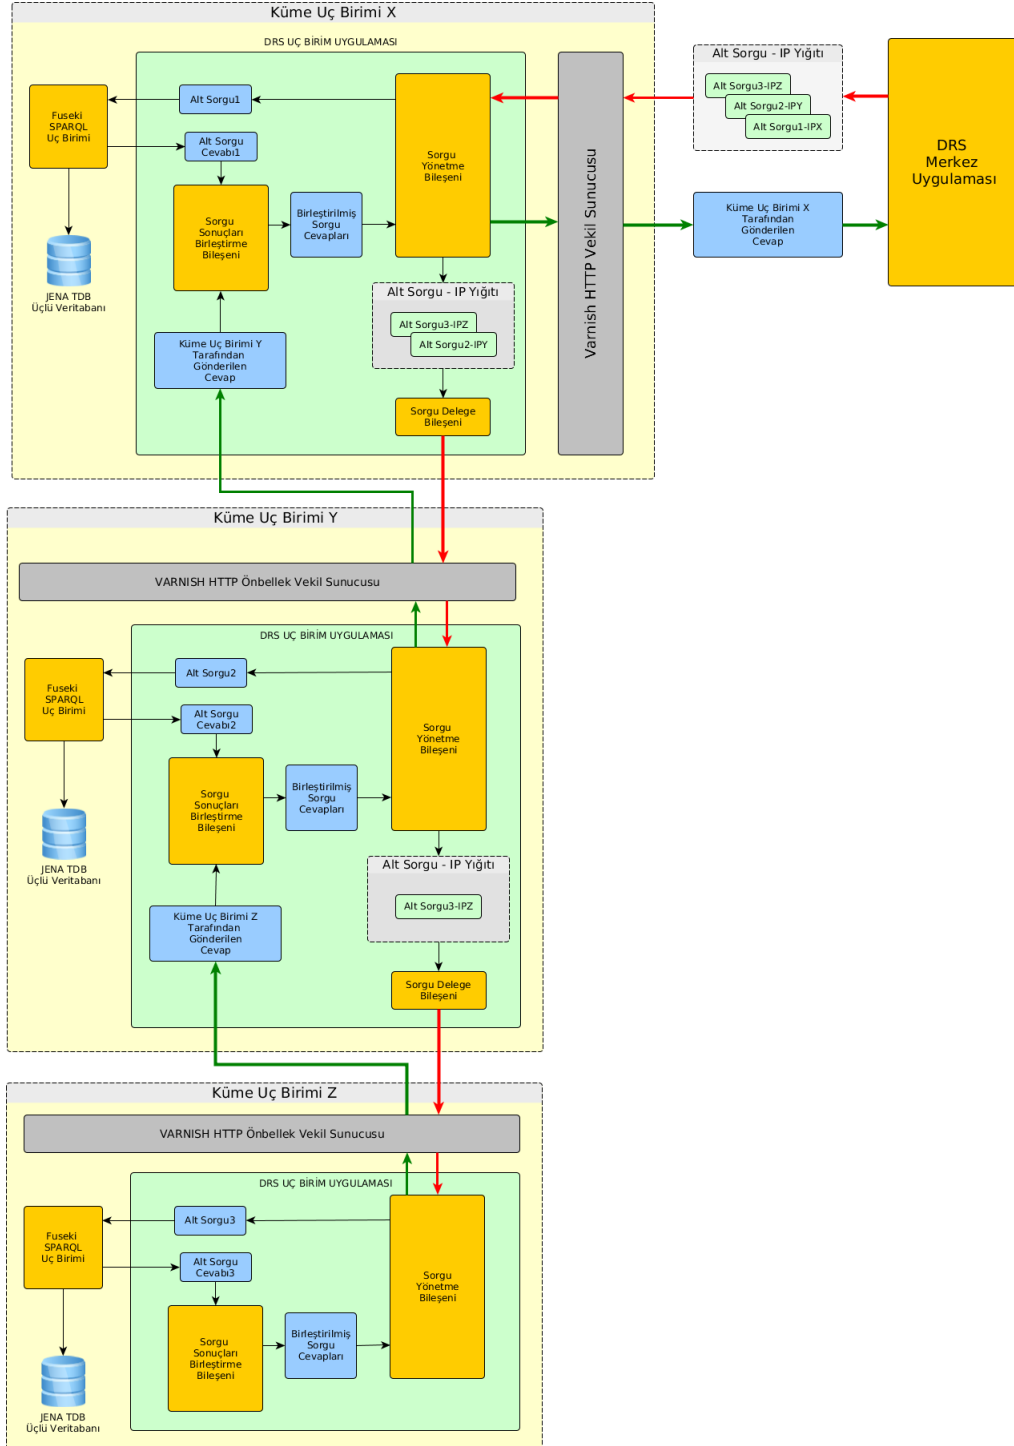 Küme Uç Birimi X
DRS UÇ BİRİM UYGULAMASI
Fuseki
SPARQL
Uç Birimi
Alt Sorgu1
Alt Sorgu
Cevabı1
Sorgu
Sonuçları
Birleştirme
Bileşeni
Birleştirilmiş
Sorgu
Cevapları
Sorgu
Yönetme
Bileşeni
JENA TDB
Üçlü Veritabanı
Küme Uç Birimi Y
Tarafından
Gönderilen
Cevap
Alt Sorgu - IP Yığıtı
Alt Sorgu3-IPZ
Alt Sorgu2-IPY
Sorgu Delege
Bileşeni
Varnish HTTP Vekil Sunucusu
Alt Sorgu - IP Yığıtı
Alt Sorgu3-IPZ
Alt Sorgu2-IPY
Alt Sorgu1-IPX
Küme Uç Birimi X
Tarafından
Gönderilen
Cevap
DRS
Merkez
Uygulaması
Küme Uç Birimi Y
VARNISH HTTP Önbellek Vekil Sunucusu
DRS UÇ BİRİM UYGULAMASI
Fuseki
SPARQL
Uç Birimi
Alt Sorgu2
Alt Sorgu
Cevabı2
Sorgu
Sonuçları
Birleştirme
Bileşeni
Birleştirilmiş
Sorgu
Cevapları
Sorgu
Yönetme
Bileşeni
JENA TDB
Üçlü Veritabanı
Küme Uç Birimi Z
Tarafından
Gönderilen
Cevap
Alt Sorgu - IP Yığıtı
Alt Sorgu3-IPZ
Sorgu Delege
Bileşeni
Küme Uç Birimi Z
VARNISH HTTP Önbellek Vekil Sunucusu
DRS UÇ BİRİM UYGULAMASI
Fuseki
SPARQL
Uç Birimi
Alt Sorgu3
Alt Sorgu
Cevabı3
Sorgu
Sonuçları
Birleştirme
Bileşeni
Birleştirilmiş
Sorgu
Cevapları
Sorgu
Yönetme
Bileşeni
JENA TDB
Üçlü Veritabanı